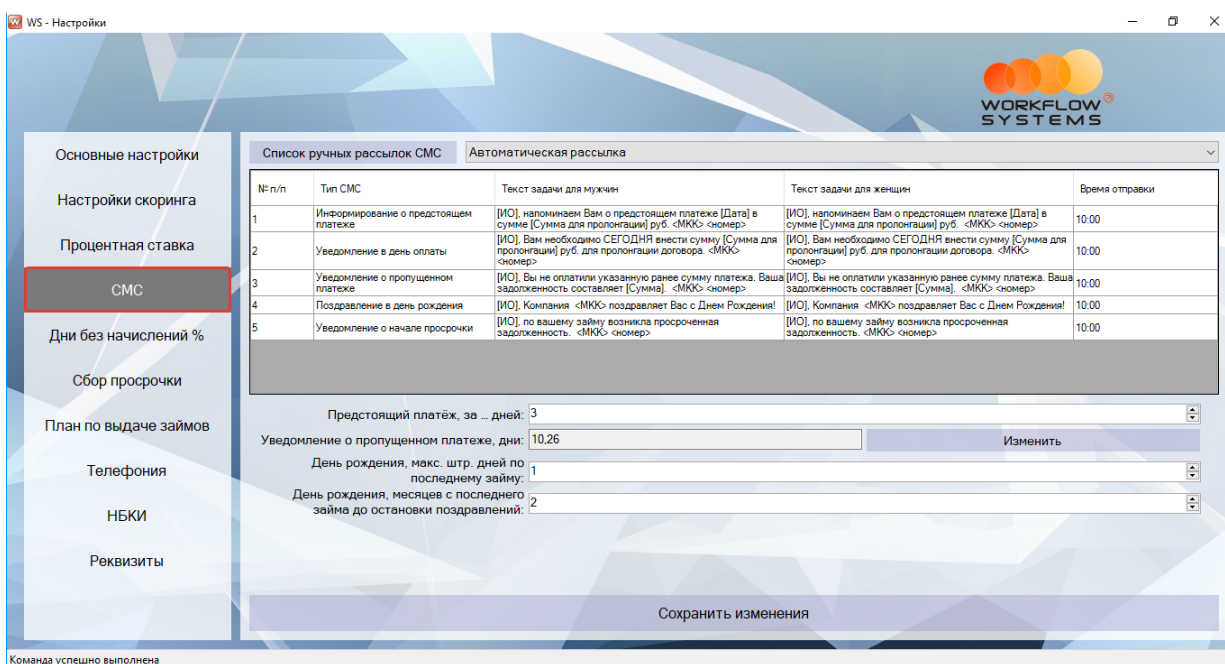 WS - Настройки
WORKFLOW®
SYSTEMS
Основные настройки
Настройки скоринга
Процентная ставка
СМС
Дни без начислений %
Сбор просрочки
План по выдаче займов
Телефония
НБКИ
Реквизиты
Список ручных рассылок СМС
Автоматическая рассылка
№ п/п
Тип СМС
Текст задачи для мужчин
Текст задачи для женщин
Время отправки
1
Информирование о предстоящем
платеже
[ИО], напоминаем Вам о предстоящем платеже [Дата] в
сумме [Сумма для пролонгации] руб. <МКК> <номер>
[ИО], напоминаем Вам о предстоящем платеже [Дата] в
сумме [Сумма для пролонгации] руб. <МКК> <номер>
10:00
2
Уведомление в день оплаты
[ИО], Вам необходимо СЕГОДНЯ внести сумму [Сумма для
пролонгации] руб. для пролонгации договора. <МКК>
<номер>
[ИО], Вам необходимо СЕГОДНЯ внести сумму [Сумма для
пролонгации] руб. для пролонгации договора. <МКК>
<номер>
10:00
3
Уведомление о пропущенном
платеже
[ИО], Вы не оплатили указанную ранее сумму платежа. Ваша
задолженность составляет [Сумма]. <МКК> <номер>
[ИО], Вы не оплатили указанную ранее сумму платежа. Ваша
задолженность составляет [Сумма]. <МКК> <номер>
10:00
4
Поздравление в день рождения
[ИО], Компания <МКК> поздравляет Вас с Днем Рождения!
[ИО], Компания <МКК> поздравляет Вас с Днем Рождения!
10:00
5
Уведомление о начале просрочки
[ИО], по вашему займу возникла просроченная
задолженность. <МКК> <номер>
[ИО], по вашему займу возникла просроченная
задолженность. <МКК> <номер>
10:00
Предстоящий платёж, за ... дней: 3
Уведомление о пропущенном платеже, дни: 10,26
Изменить
День рождения, макс. штр. дней по
последнему займу: 1
День рождения, месяцев с последнего
займа до остановки поздравлений: 2
Сохранить изменения
Команда успешно выполнена